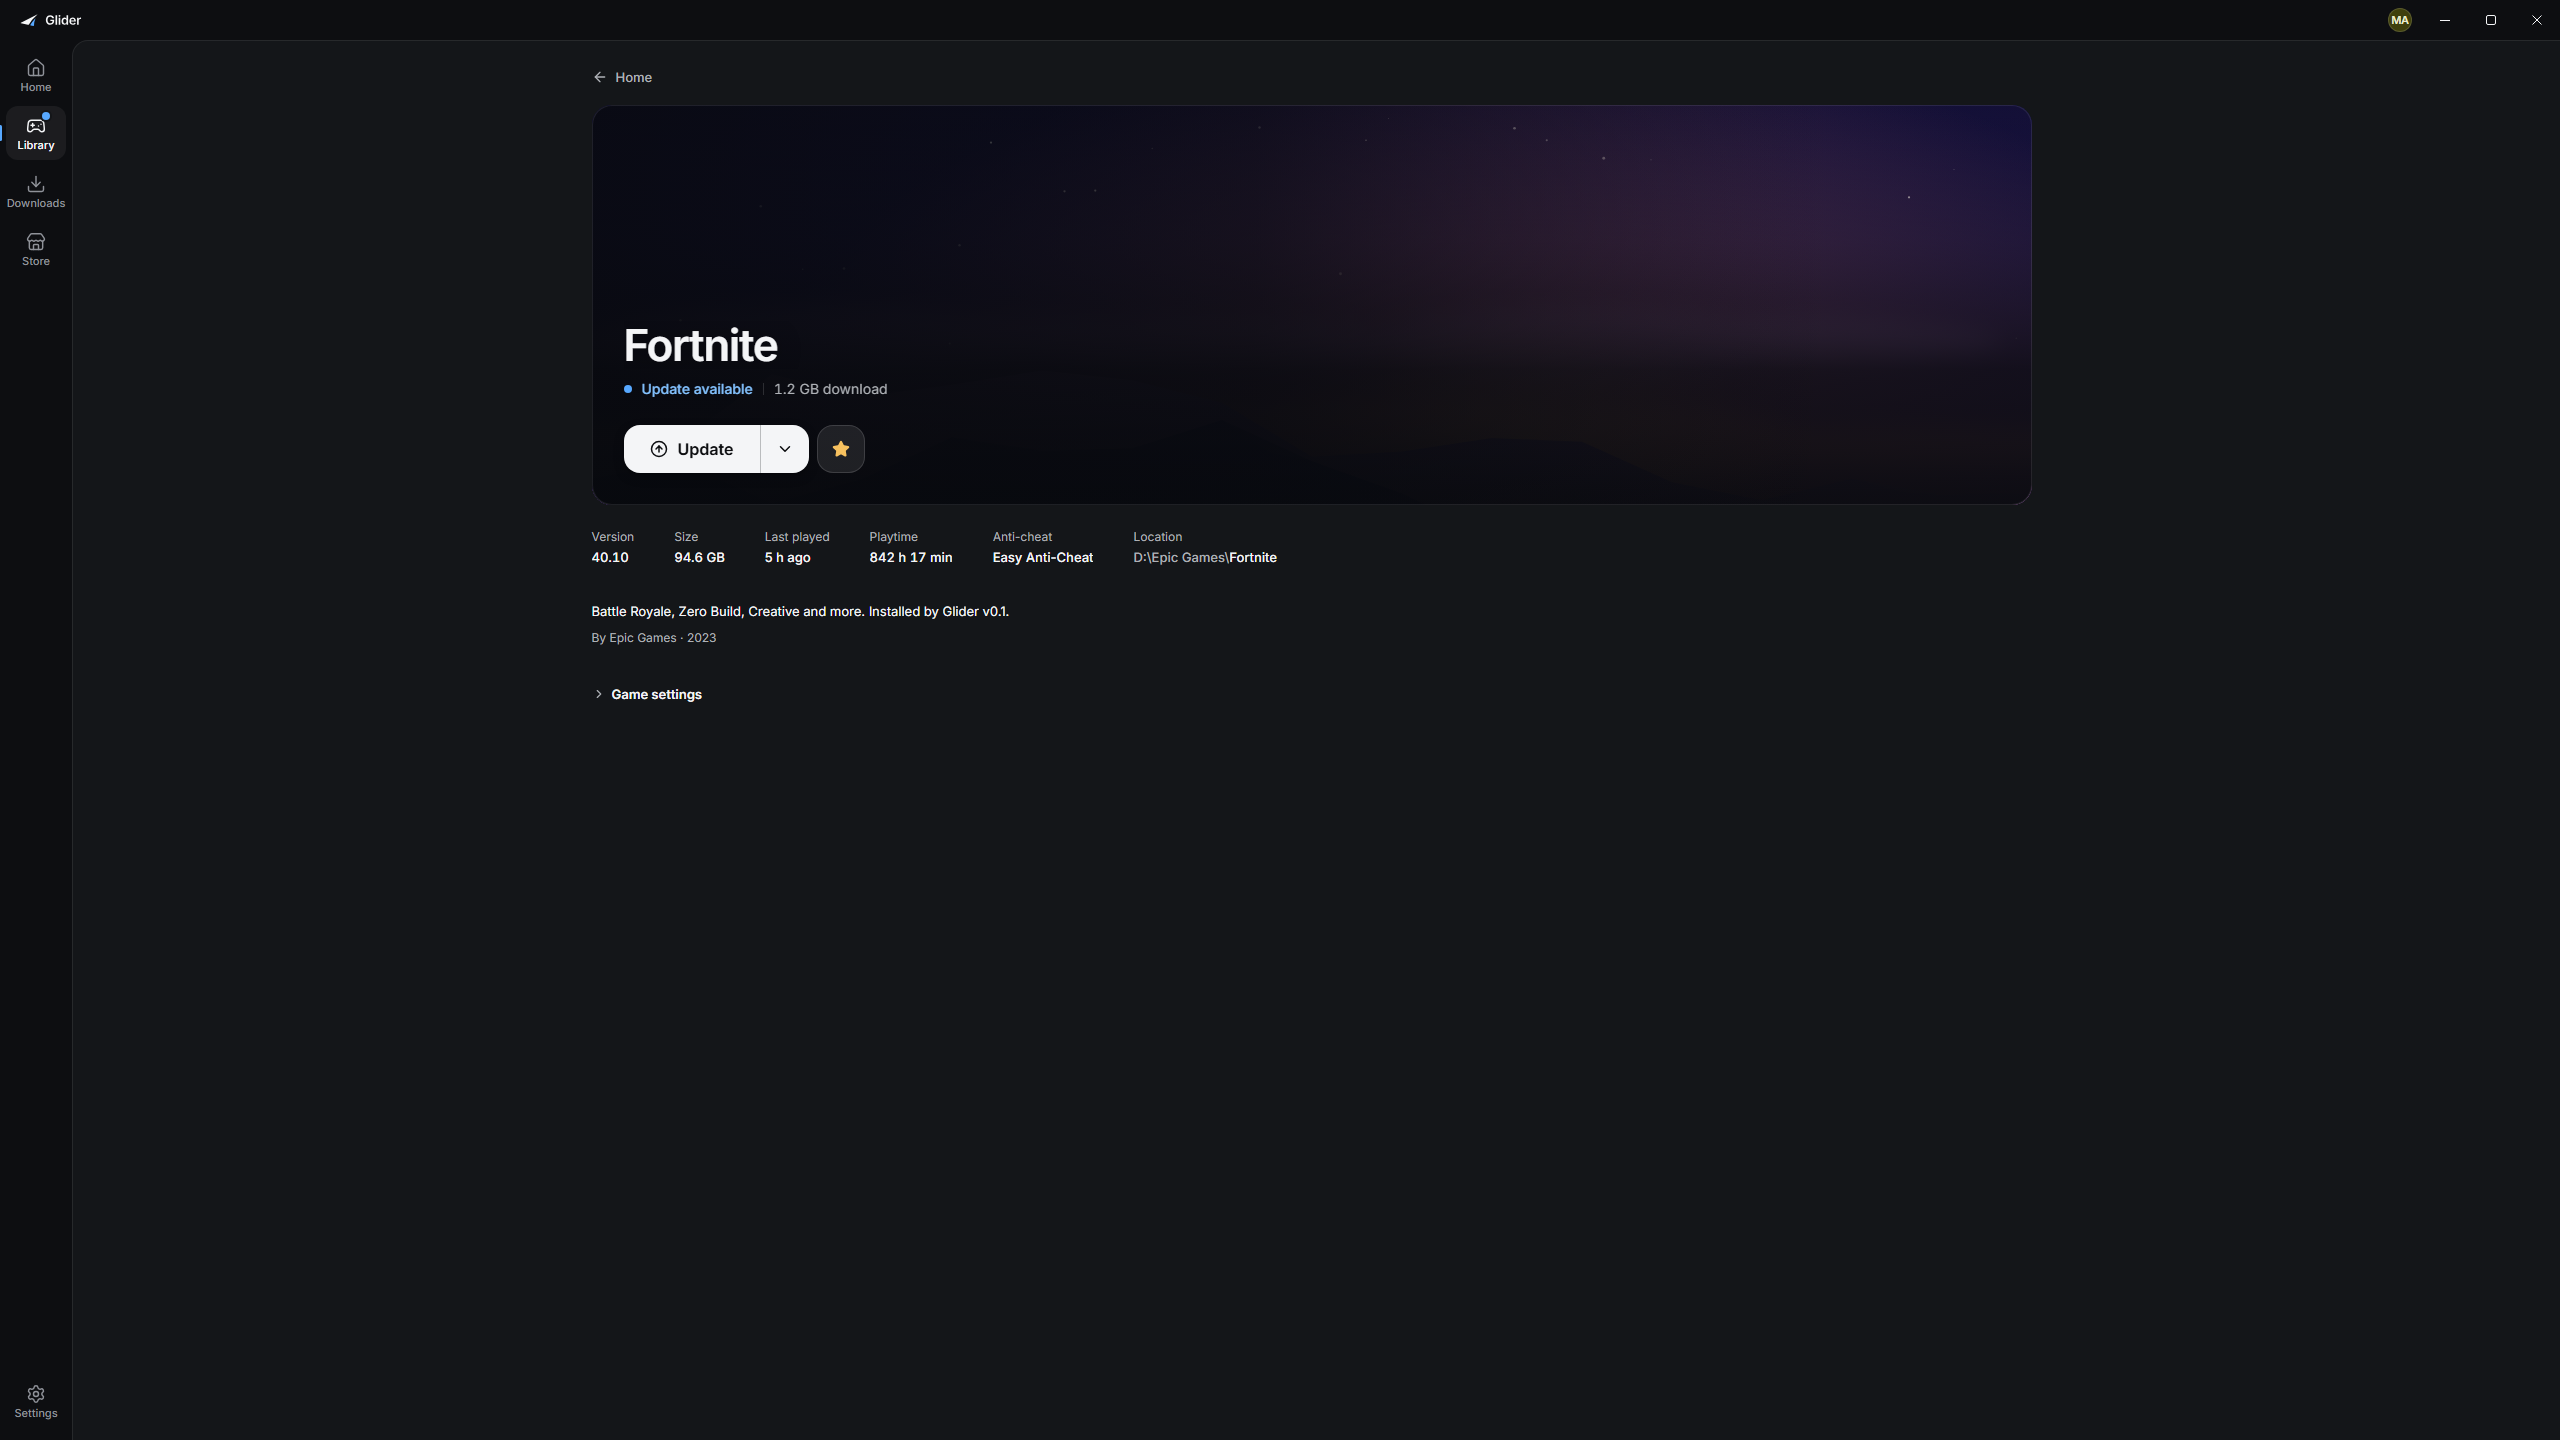 Glider
MA
Home
Library
Downloads
Store
Settings
Home
Fortnite
Update available
1.2 GB download
Update
Version
40.10
Size
94.6 GB
Last played
5 h ago
Playtime
842 h 17 min
Anti-cheat
Easy Anti-Cheat
Location
D:\Epic Games\Fortnite
Battle Royale, Zero Build, Creative and more. Installed by Glider v0.1.
By Epic Games · 2023
Game settings